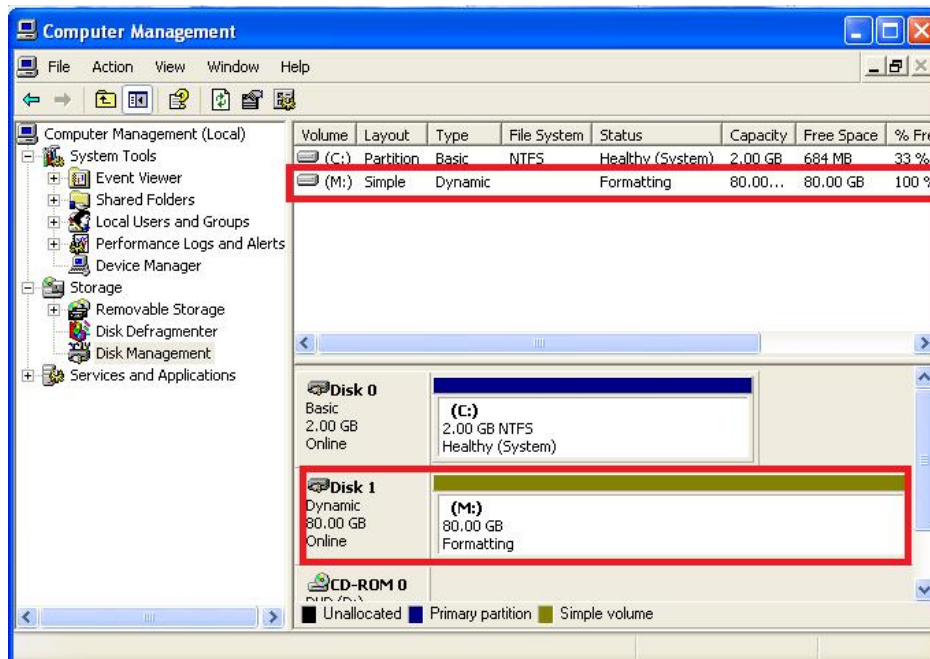 Computer Management
File Action View Window Help
Computer Management (Local)
System Tools
Event Viewer
Shared Folders
Local Users and Groups
Performance Logs and Alerts
Device Manager
Storage
Removable Storage
Disk Defragmenter
Disk Management
Services and Applications
Volume Layout Type File System Status Capacity Free Space % Fre
(C:) Partition Basic NTFS Healthy (System) 2.00 GB 684 MB 33 %
(M:) Simple Dynamic Formatting 80.00... 80.00 GB 100 %
Disk 0
Basic
2.00 GB
Online
(C:)
2.00 GB NTFS
Healthy (System)
Disk 1
Dynamic
80.00 GB
Online
(M:)
80.00 GB
Formatting
CD-ROM 0
Unallocated Primary partition Simple volume